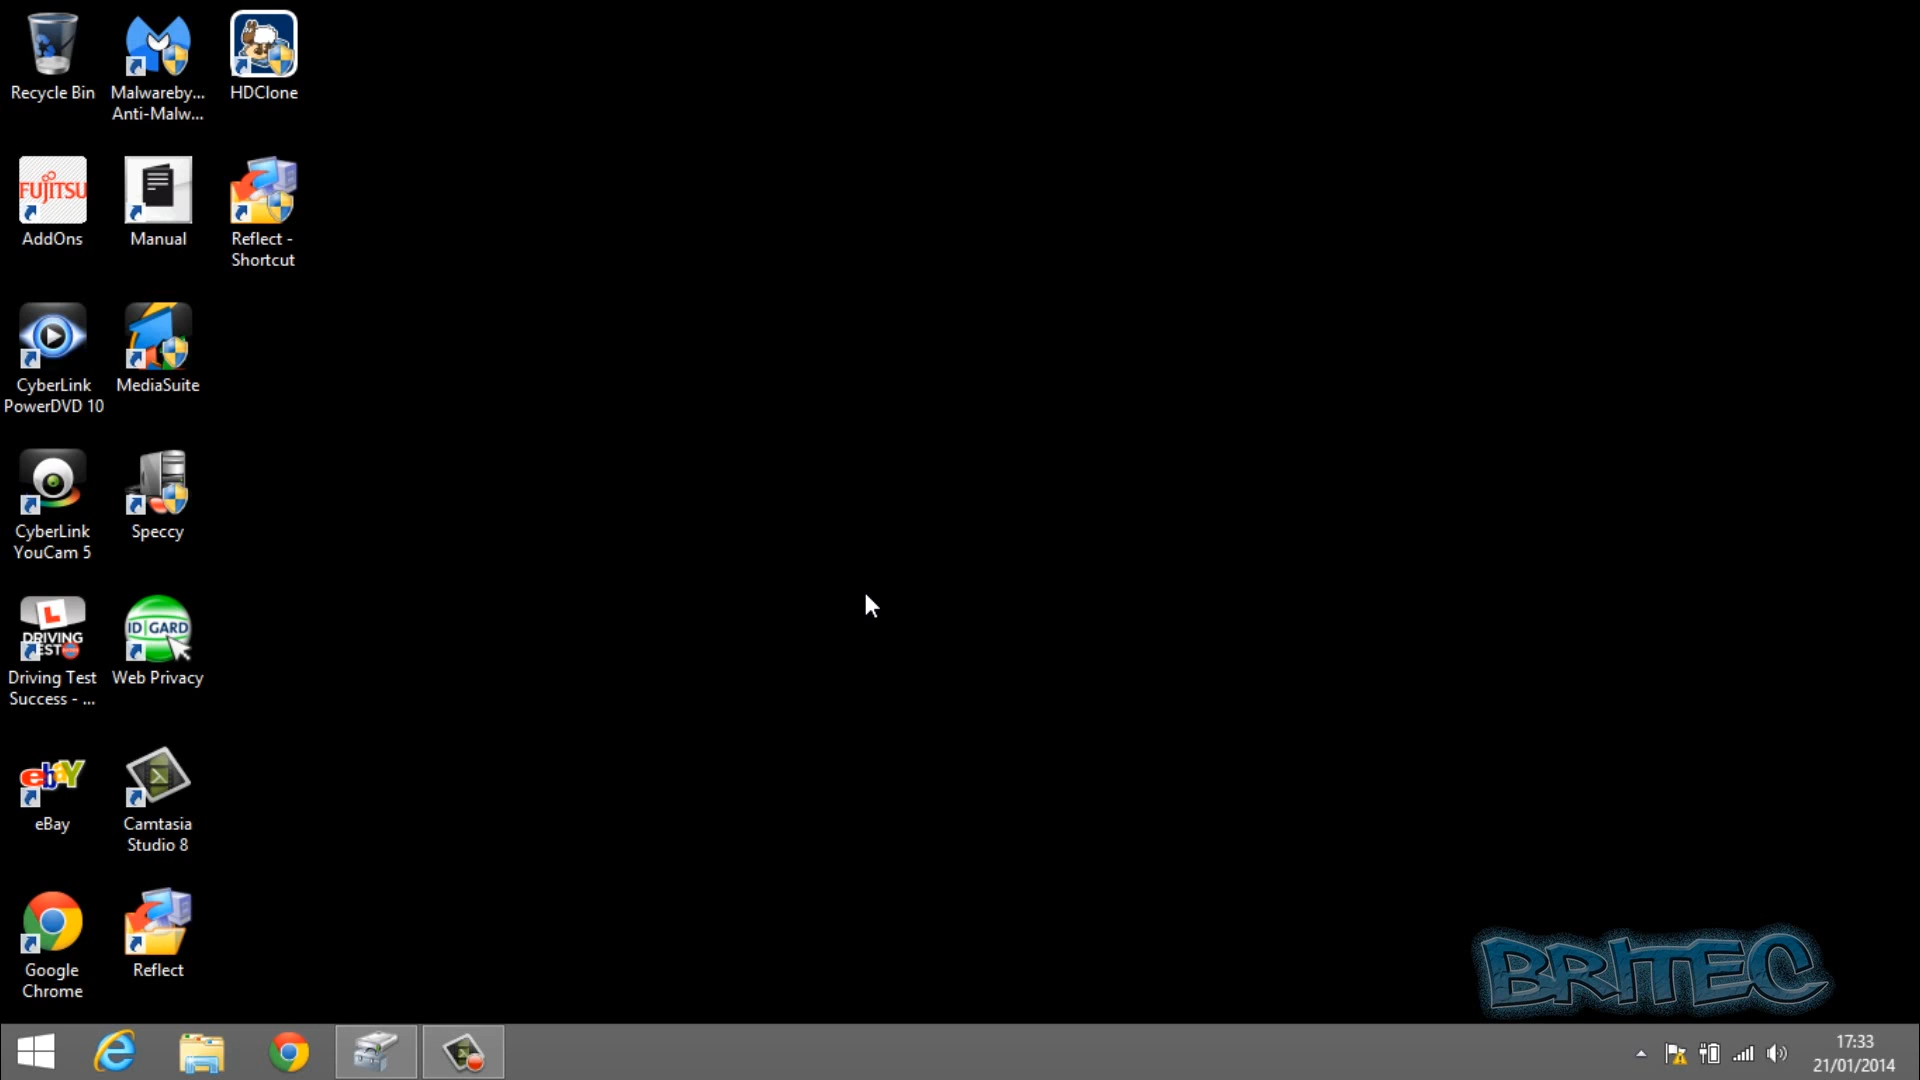 Recycle Bin
Malwareby...
Anti-Malw...
HDClone
FUJITSU
AddOns
Manual
Reflect -
Shortcut
CyberLink
PowerDVD 10
MediaSuite
CyberLink
YouCam 5
Speccy
L
DRIVING
TEST
Driving Test
Success - ...
ID|GARD
Web Privacy
ebaY
eBay
Camtasia
Studio 8
Google
Chrome
Reflect
BRITEC
17:33
21/01/2014